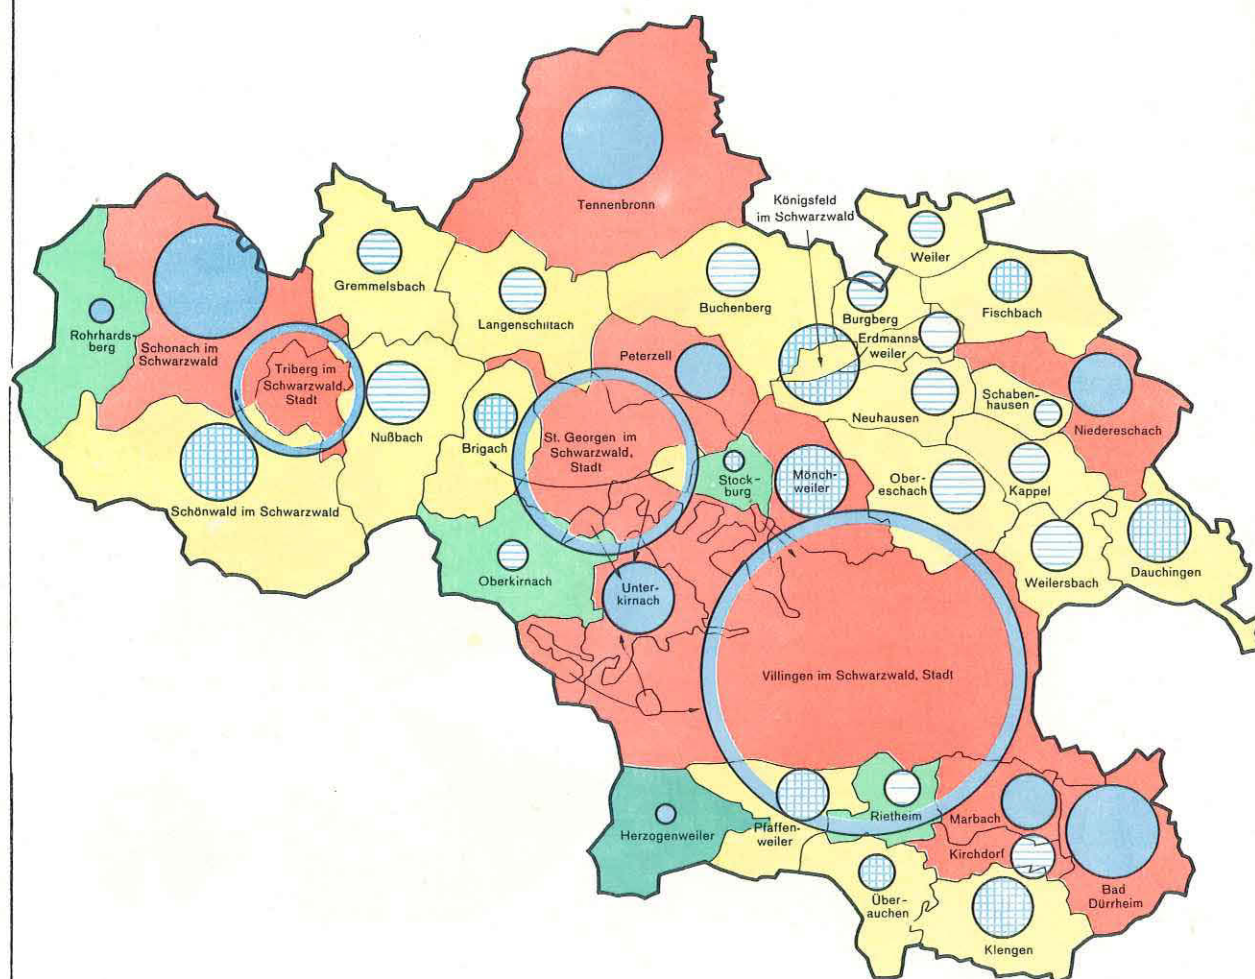 Tennenbronn
Königsfeld
im Schwarzwald
Weiler
Gremmelsbach
Langenschiltach
Buchenberg
Burgberg
Fischbach
Rohrhards-
berg
Schonach im
Schwarzwald
Triberg im
Schwarzwald,
Stadt
Peterzell
Erdmanns-
weiler
Nußbach
Brigach
St. Georgen im
Schwarzwald,
Stadt
Neuhausen
Schaben-
hausen
Niedereschach
Schönwald im Schwarzwald
Stock-
burg
Mönch-
weiler
Ober-
eschach
Kappel
Oberkirnach
Unter-
kirnach
Weilersbach
Dauchingen
Villingen im Schwarzwald, Stadt
Herzogenweiler
Pfaffen-
weiler
Rietheim
Marbach
Kirchdorf
Bad
Dürrheim
Über-
auchen
Klengen